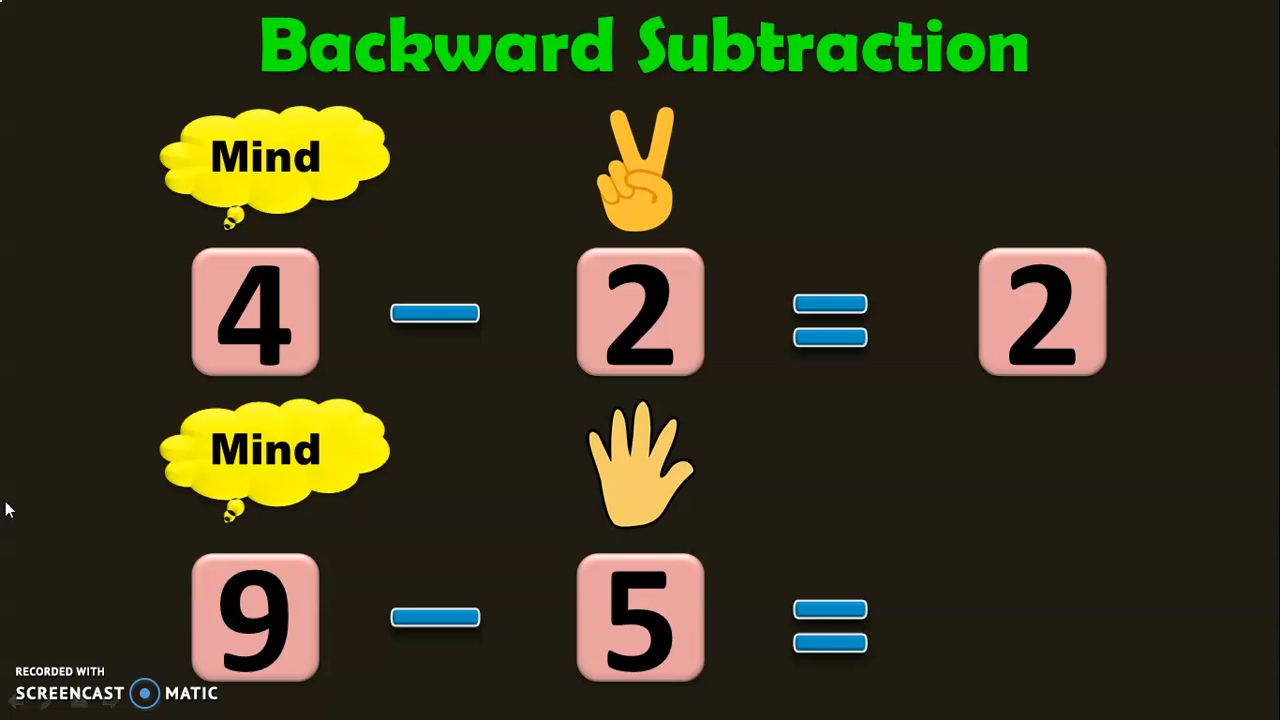 Backward Subtraction
Mind
4 − 2 = 2
Mind
9 − 5 =
RECORDED WITH
SCREENCAST MATIC